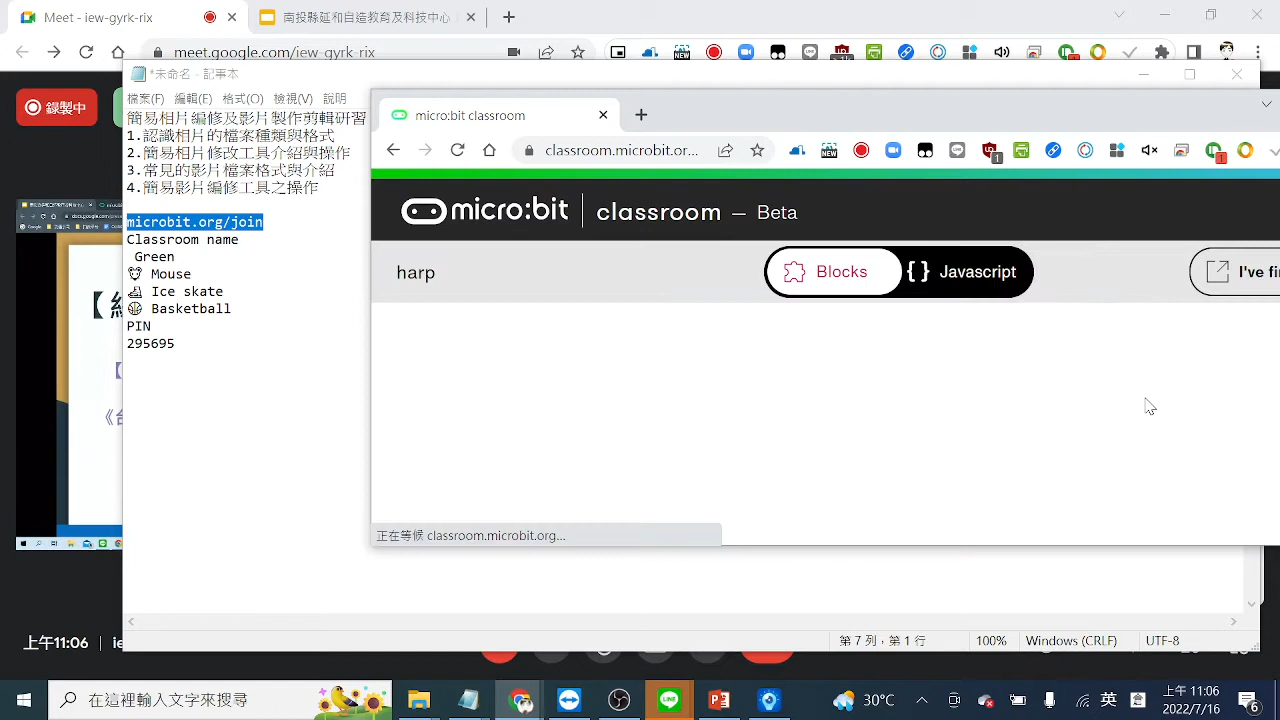 Meet - iew-gyrk-rix
南投縣延和自造教育及科技中心
meet.google.com/iew-gyrk-rix
*未命名 - 記事本
錄製中
檔案(F) 編輯(E) 格式(O) 檢視(V) 說明
簡易相片編修及影片製作剪輯研習
1.認識相片的檔案種類與格式
2.簡易相片修改工具介紹與操作
3.常見的影片檔案格式與介紹
4.簡易影片編修工具之操作
microbit.org/join
Classroom name
Green
Mouse
Ice skate
Basketball
PIN
295695
micro:bit classroom
classroom.microbit.or...
NEW
1
1
micro:bit classroom – Beta
harp
Blocks
Javascript
I've fi
正在等候 classroom.microbit.org...
上午11:06
第 7 列，第 1 行
100%
Windows (CRLF)
UTF-8
在這裡輸入文字來搜尋
30°C
英
上午 11:06
2022/7/16
6